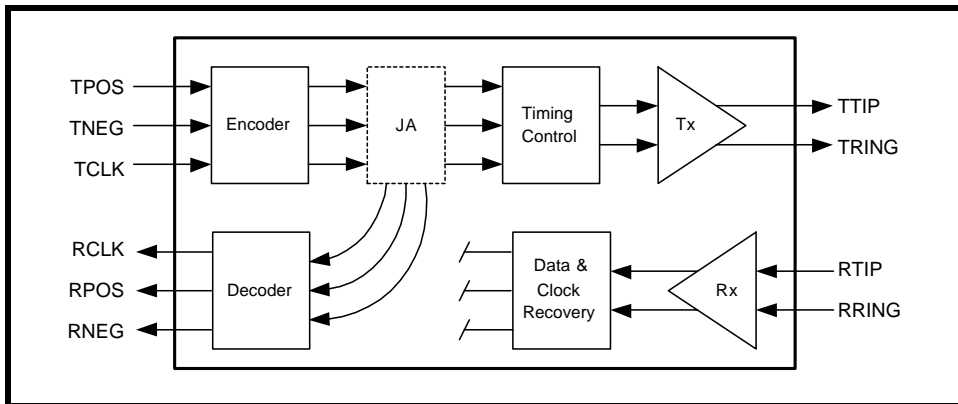 TPOS
TNEG
TCLK
Encoder
JA
Timing
Control
Tx
TTIP
TRING
RCLK
RPOS
RNEG
Decoder
Data &
Clock
Recovery
Rx
RTIP
RRING